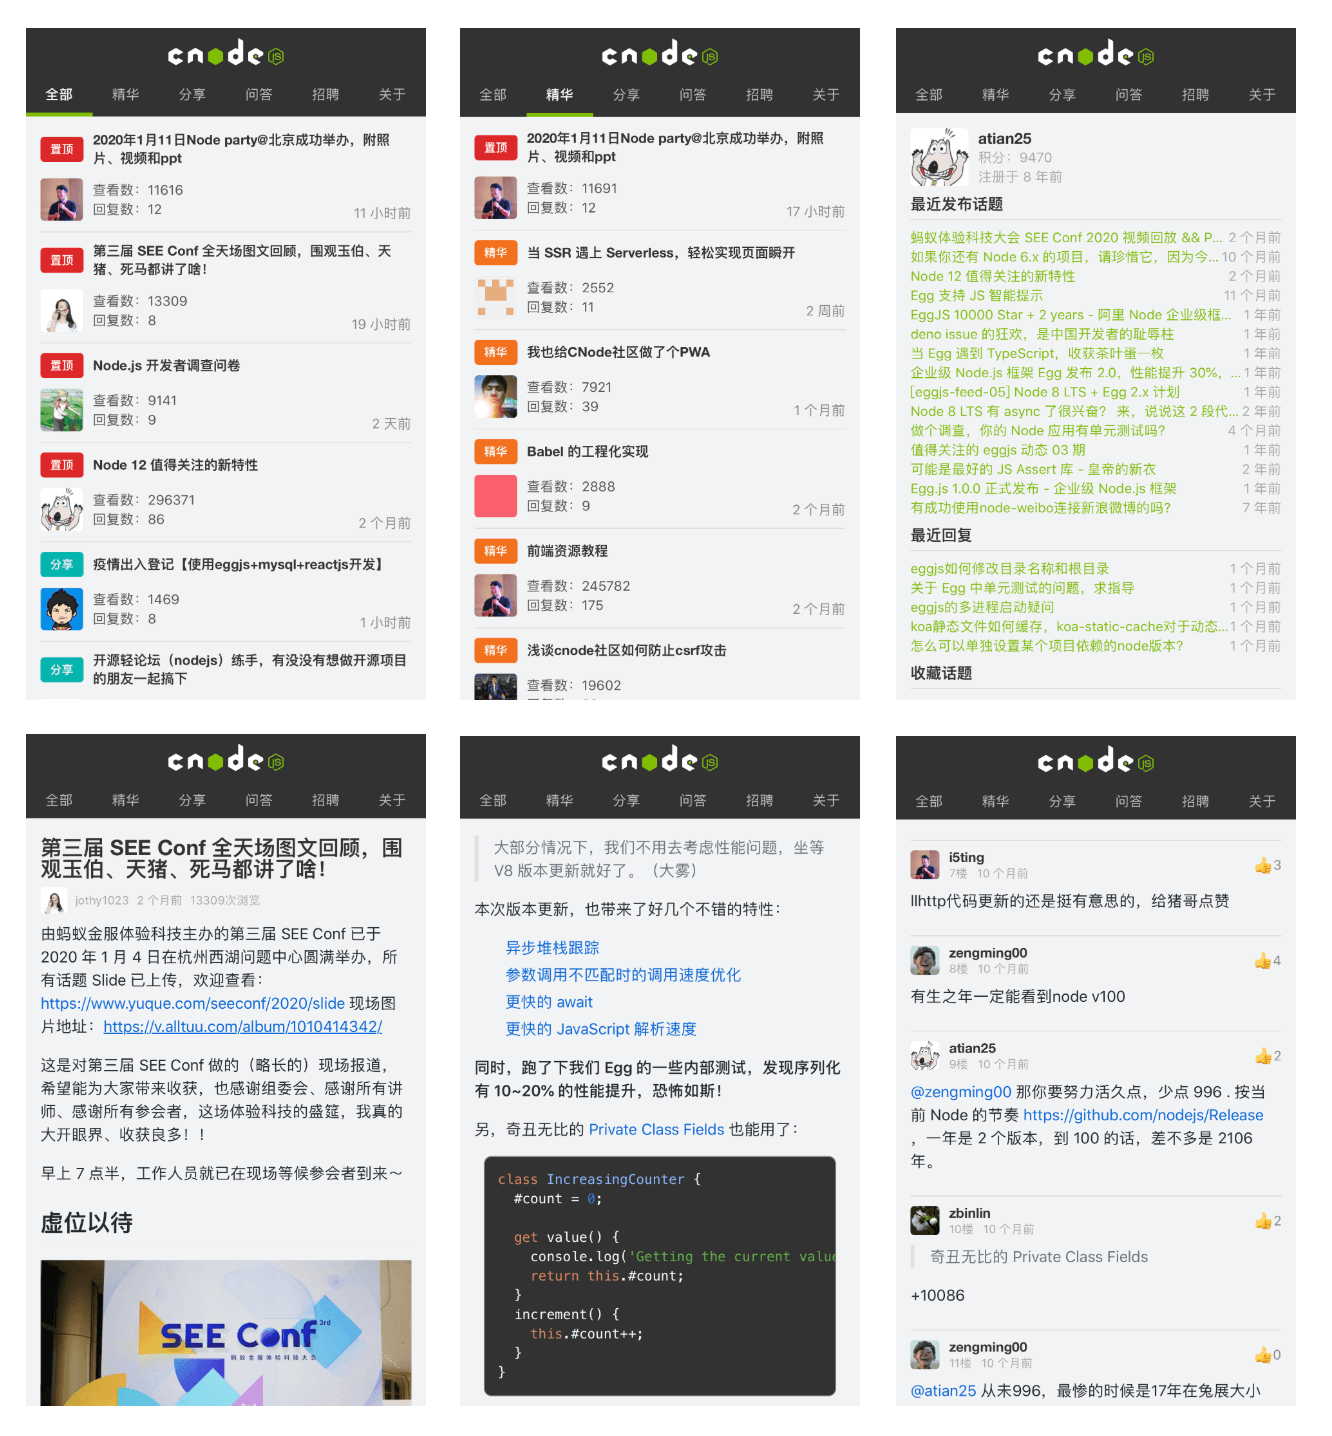 cnode JS
全部 精华 分享 问答 招聘 关于
置顶
2020年1月11日Node party@北京成功举办，附照
片、视频和ppt
查看数：11616
回复数：12
11 小时前
置顶
第三届 SEE Conf 全天场图文回顾，围观玉伯、天
猪、死马都讲了啥！
查看数：13309
回复数：8
19 小时前
置顶
Node.js 开发者调查问卷
查看数：9141
回复数：9
2 天前
置顶
Node 12 值得关注的新特性
查看数：296371
回复数：86
2 个月前
分享
疫情出入登记【使用eggjs+mysql+reactjs开发】
查看数：1469
回复数：8
1 小时前
分享
开源轻论坛（nodejs）练手，有没没有想做开源项目
的朋友一起搞下
cnode JS
全部 精华 分享 问答 招聘 关于
置顶
2020年1月11日Node party@北京成功举办，附照
片、视频和ppt
查看数：11691
回复数：12
17 小时前
精华
当 SSR 遇上 Serverless，轻松实现页面瞬开
查看数：2552
回复数：11
2 周前
精华
我也给CNode社区做了个PWA
查看数：7921
回复数：39
1 个月前
精华
Babel 的工程化实现
查看数：2888
回复数：9
2 个月前
精华
前端资源教程
查看数：245782
回复数：175
2 个月前
精华
浅谈cnode社区如何防止csrf攻击
查看数：19602
cnode JS
全部 精华 分享 问答 招聘 关于
atian25
积分：9470
注册于 8 年前
最近发布话题
蚂蚁体验科技大会 SEE Conf 2020 视频回放 && P... 2 个月前
如果你还有 Node 6.x 的项目，请珍惜它，因为今... 10 个月前
Node 12 值得关注的新特性 2 个月前
Egg 支持 JS 智能提示 11 个月前
EggJS 10000 Star + 2 years - 阿里 Node 企业级框... 1 年前
deno issue 的狂欢，是中国开发者的耻辱柱 1 年前
当 Egg 遇到 TypeScript，收获茶叶蛋一枚 1 年前
企业级 Node.js 框架 Egg 发布 2.0，性能提升 30%，... 1 年前
[eggjs-feed-05] Node 8 LTS + Egg 2.x 计划 1 年前
Node 8 LTS 有 async 了很兴奋？ 来，说说这 2 段代... 2 年前
做个调查，你的 Node 应用有单元测试吗？ 4 个月前
值得关注的 eggjs 动态 03 期 1 年前
可能是最好的 JS Assert 库 - 皇帝的新衣 2 年前
Egg.js 1.0.0 正式发布 - 企业级 Node.js 框架 1 年前
有成功使用node-weibo连接新浪微博的吗？ 7 年前
最近回复
eggjs如何修改目录名称和根目录 1 个月前
关于 Egg 中单元测试的问题，求指导 1 个月前
eggjs的多进程启动疑问 1 个月前
koa静态文件如何缓存，koa-static-cache对于动态... 1 个月前
怎么可以单独设置某个项目依赖的node版本？ 1 个月前
收藏话题
cnode JS
全部 精华 分享 问答 招聘 关于
第三届 SEE Conf 全天场图文回顾，围
观玉伯、天猪、死马都讲了啥！
jothy1023 2 个月前 13309次浏览
由蚂蚁金服体验科技主办的第三届 SEE Conf 已于
2020 年 1 月 4 日在杭州西湖问题中心圆满举办，所
有话题 Slide 已上传，欢迎查看：
https://www.yuque.com/seeconf/2020/slide 现场图
片地址：https://v.alltuu.com/album/1010414342/
这是对第三届 SEE Conf 做的（略长的）现场报道，
希望能为大家带来收获，也感谢组委会、感谢所有讲
师、感谢所有参会者，这场体验科技的盛筵，我真的
大开眼界、收获良多！！
早上 7 点半，工作人员就已在现场等候参会者到来～
虚位以待
SEE Conf 3rd
蚂蚁金服体验科技大会
cnode JS
全部 精华 分享 问答 招聘 关于
大部分情况下，我们不用去考虑性能问题，坐等
V8 版本更新就好了。（大雾）
本次版本更新，也带来了好几个不错的特性：
异步堆栈跟踪
参数调用不匹配时的调用速度优化
更快的 await
更快的 JavaScript 解析速度
同时，跑了下我们 Egg 的一些内部测试，发现序列化
有 10~20% 的性能提升，恐怖如斯！
另，奇丑无比的 Private Class Fields 也能用了：
class IncreasingCounter {
#count = 0;
get value() {
console.log('Getting the current value
return this.#count;
}
increment() {
this.#count++;
}
}
cnode JS
全部 精华 分享 问答 招聘 关于
i5ting
7楼 10 个月前
3
llhttp代码更新的还是挺有意思的，给猪哥点赞
zengming00
8楼 10 个月前
4
有生之年一定能看到node v100
atian25
9楼 10 个月前
2
@zengming00 那你要努力活久点，少点 996 . 按当
前 Node 的节奏 https://github.com/nodejs/Release
，一年是 2 个版本，到 100 的话，差不多是 2106
年。
zbinlin
10楼 10 个月前
2
奇丑无比的 Private Class Fields
+10086
zengming00
11楼 10 个月前
0
@atian25 从未996，最惨的时候是17年在兔展大小